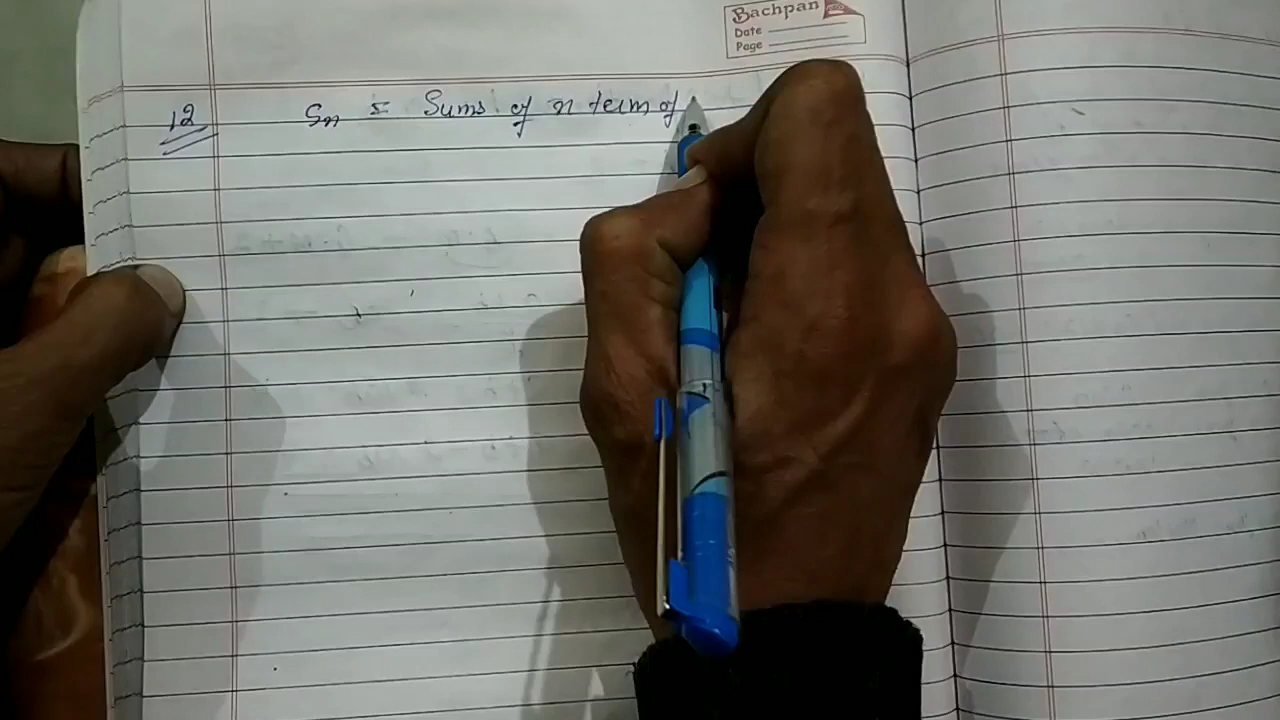 Bachpan
Date
Page
12 Sn = Sums of n term of